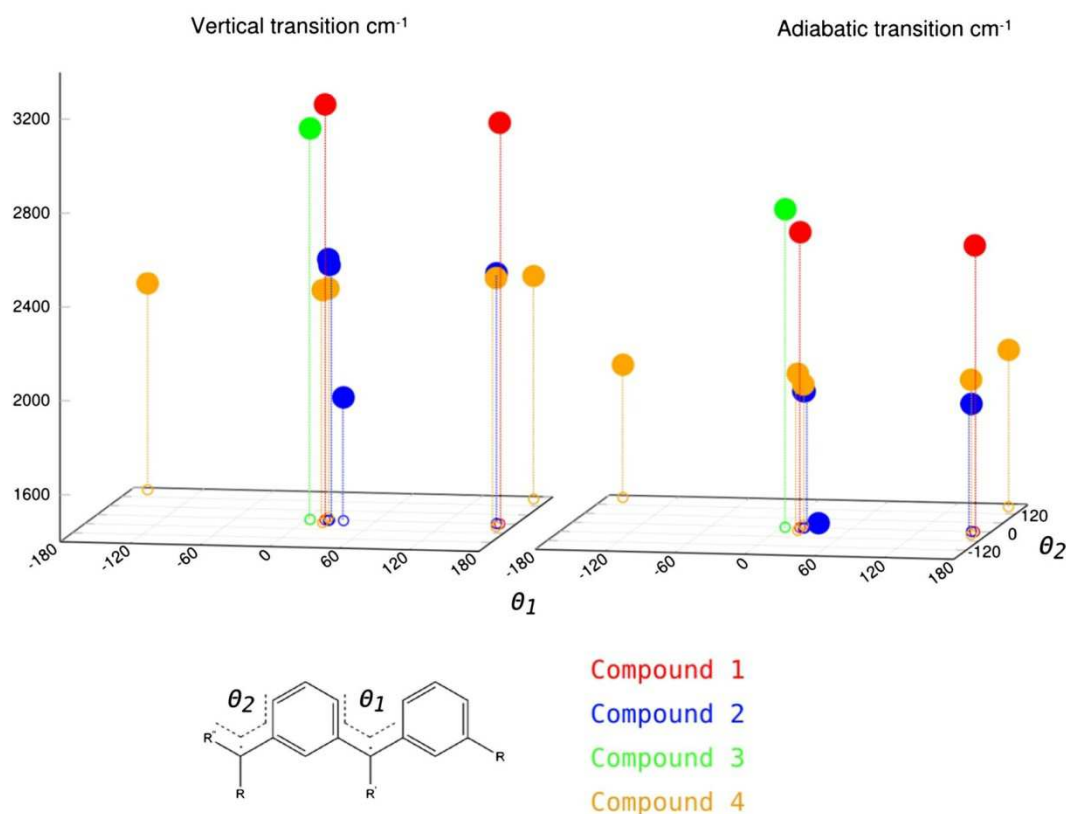 Vertical transition cm-1
Adiabatic transition cm-1
3200
2800
2400
2000
1600
-180
-120
-60
0
60
120
180
θ1
-180
-120
-60
0
60
120
180
-120
0
120
θ2
θ2
θ1
R'
R
R'
R
Compound 1
Compound 2
Compound 3
Compound 4